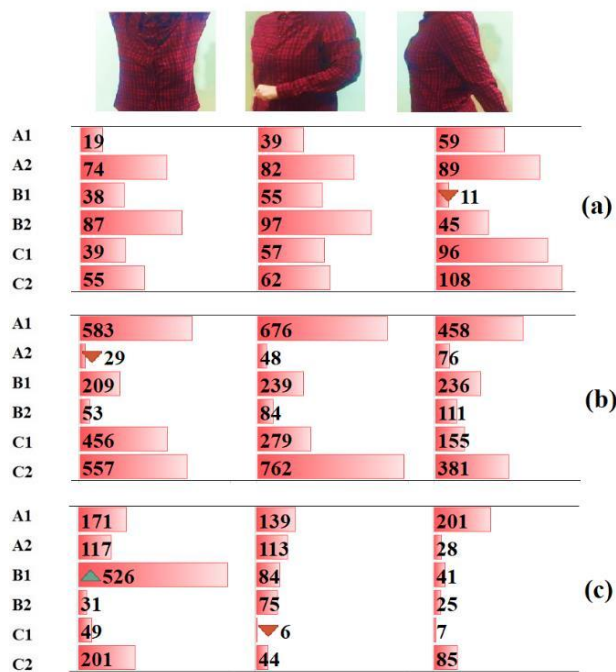 A1 19 39 59
A2 74 82 89
B1 38 55 11
B2 87 97 45
C1 39 57 96
C2 55 62 108
(a)
A1 583 676 458
A2 29 48 76
B1 209 239 236
B2 53 84 111
C1 456 279 155
C2 557 762 381
(b)
A1 171 139 201
A2 117 113 28
B1 526 84 41
B2 31 75 25
C1 49 6 7
C2 201 44 85
(c)